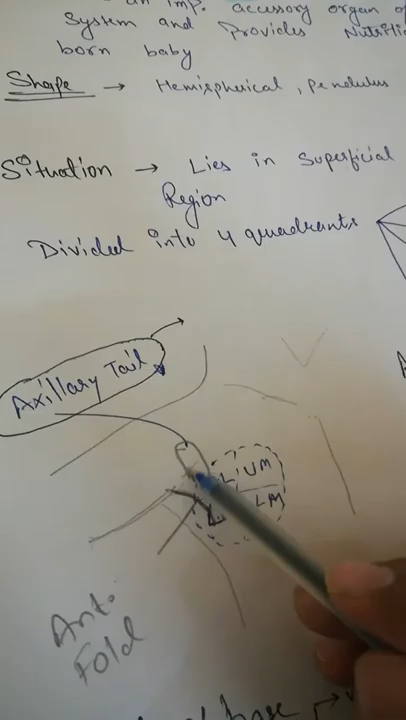 an imp. accessory organ of
System and Provides Nutriti
born baby
Shape → Hemispherical, Pendulus
Situation → Lies in Superficial
Region
Divided into 4 quadrants
Axillary Tail
UM
L
LM
L
Ant.
Fold